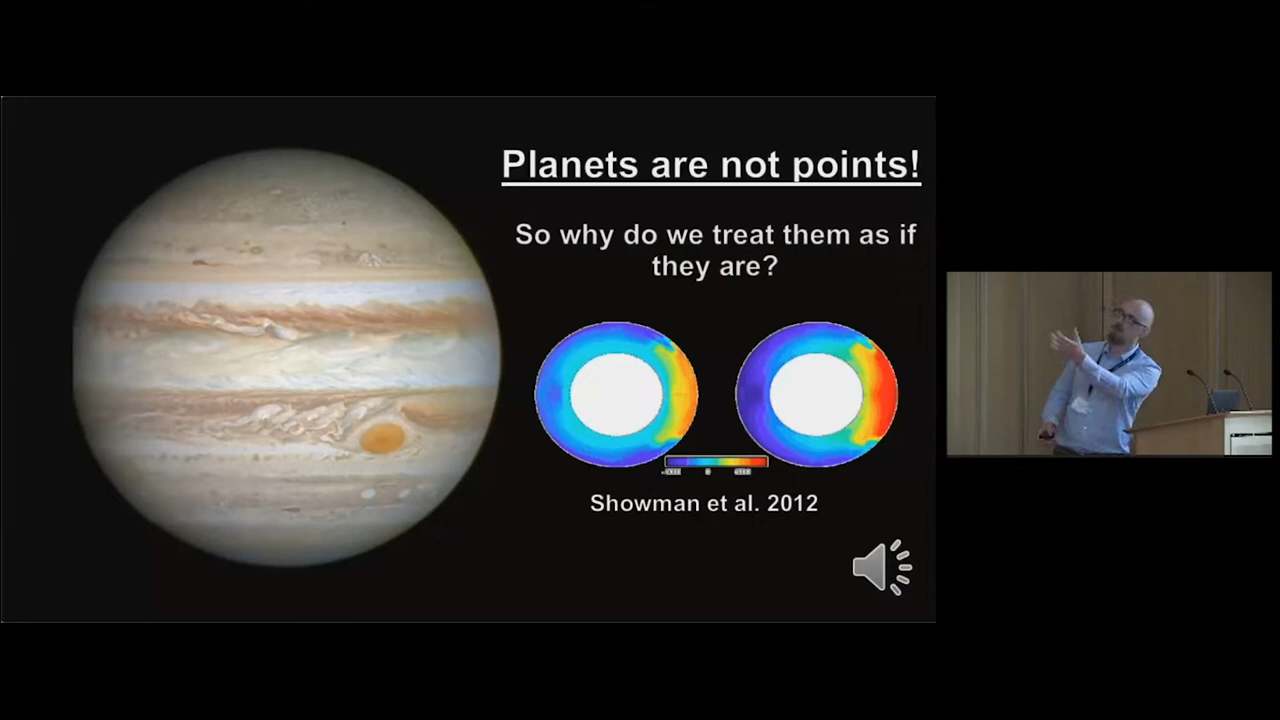 Planets are not points!
So why do we treat them as if
they are?
Showman et al. 2012